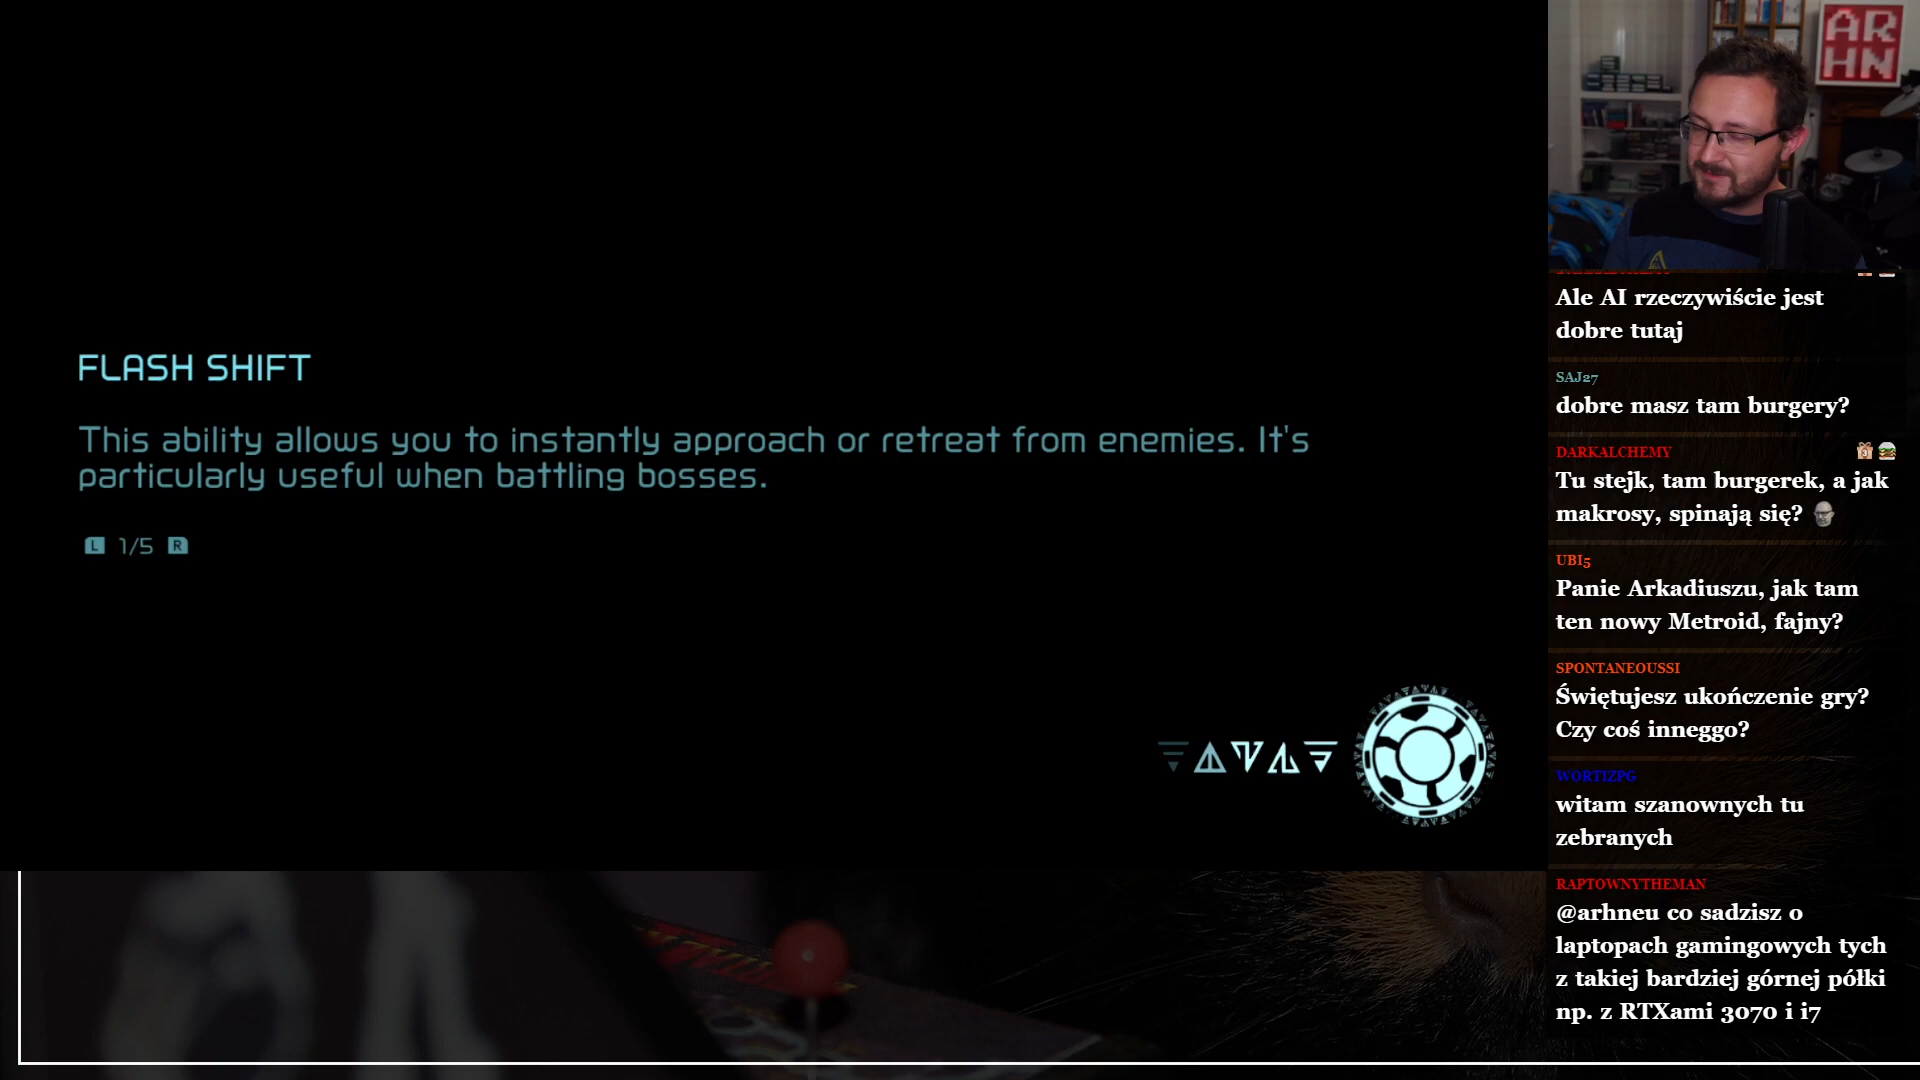 FLASH SHIFT
This ability allows you to instantly approach or retreat from enemies. It's
particularly useful when battling bosses.
L 1/5 R
AR
HN
Ale AI rzeczywiście jest
dobre tutaj
SAJ27
dobre masz tam burgery?
DARKALCHEMY
Tu stejk, tam burgerek, a jak
makrosy, spinają się?
UBI5
Panie Arkadiuszu, jak tam
ten nowy Metroid, fajny?
SPONTANEOUSSI
Świętujesz ukończenie gry?
Czy coś inneggo?
WORTIZPG
witam szanownych tu
zebranych
RAPTOWNYTHEMAN
@arhneu co sadzisz o
laptopach gamingowych tych
z takiej bardziej górnej półki
np. z RTXami 3070 i i7